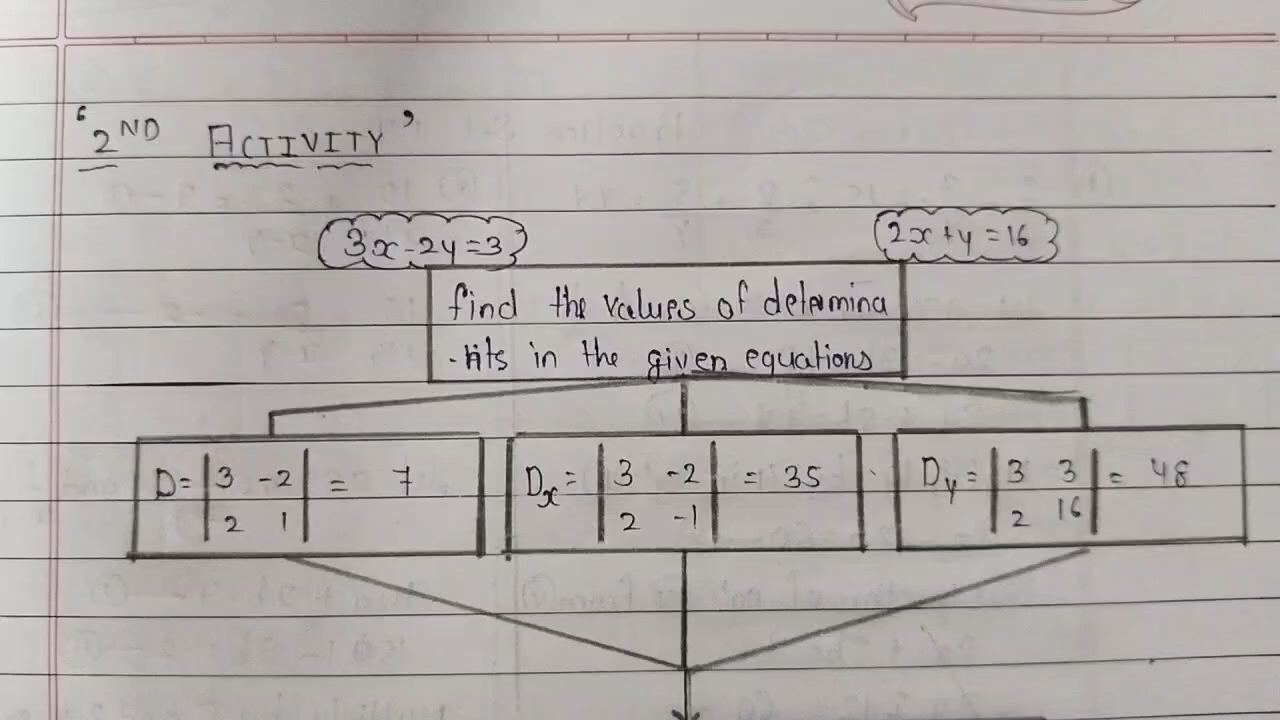 ‘2ND ACTIVITY’
3x-2y=3
2x+y=16
find the values of determina
-nts in the given equations
D= |3 -2| = 7
|2 1|
Dx= |3 -2| = 35
|2 -1|
Dy= |3 3| = 48
|2 16|